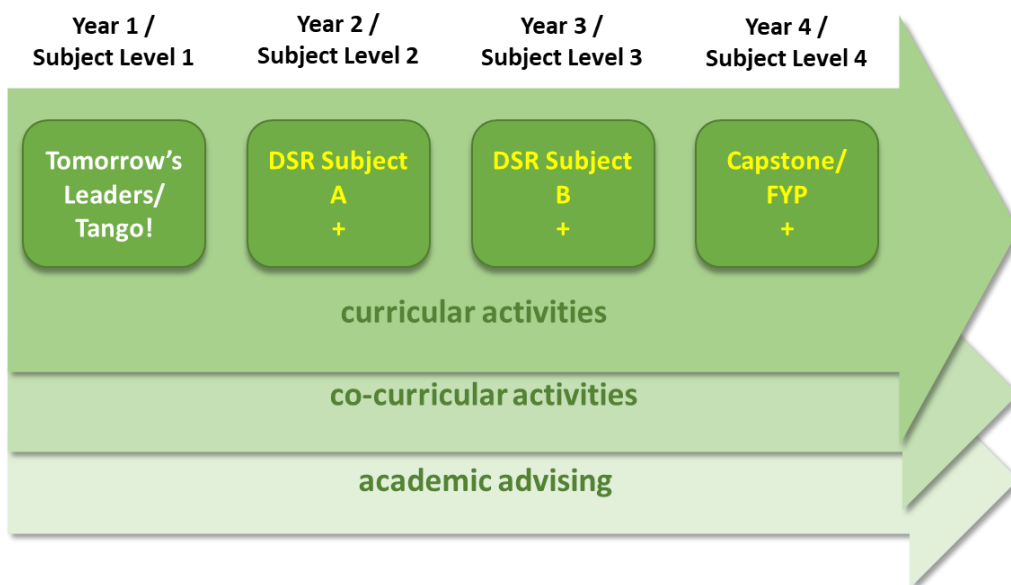 Year 1 /
Subject Level 1
Year 2 /
Subject Level 2
Year 3 /
Subject Level 3
Year 4 /
Subject Level 4
Tomorrow's
Leaders/
Tango!
DSR Subject
A
+
DSR Subject
B
+
Capstone/
FYP
+
curricular activities
co-curricular activities
academic advising